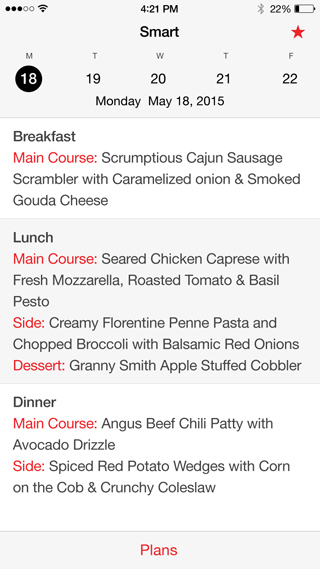 4:21 PM 22%
Smart
M T W T F
18 19 20 21 22
Monday May 18, 2015
Breakfast
Main Course: Scrumptious Cajun Sausage
Scrambler with Caramelized onion & Smoked
Gouda Cheese
Lunch
Main Course: Seared Chicken Caprese with
Fresh Mozzarella, Roasted Tomato & Basil
Pesto
Side: Creamy Florentine Penne Pasta and
Chopped Broccoli with Balsamic Red Onions
Dessert: Granny Smith Apple Stuffed Cobbler
Dinner
Main Course: Angus Beef Chili Patty with
Avocado Drizzle
Side: Spiced Red Potato Wedges with Corn
on the Cob & Crunchy Coleslaw
Plans